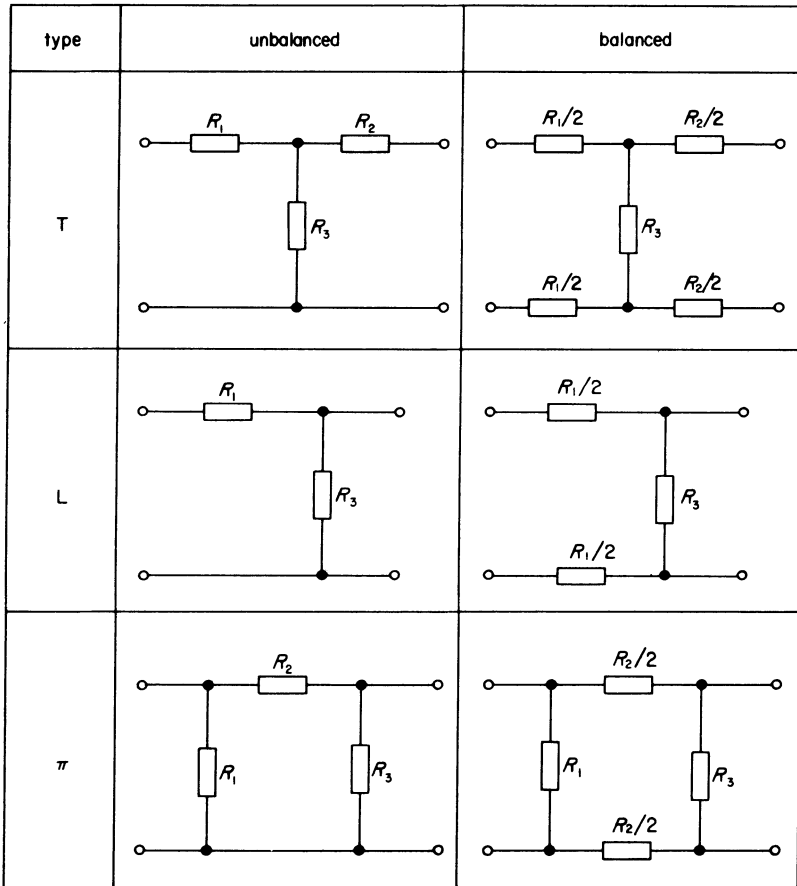 type unbalanced balanced
T
R₁ R₂
R₃
R₁/2 R₂/2
R₃
R₁/2 R₂/2
L
R₁
R₃
R₁/2
R₃
R₁/2
π
R₂
R₁ R₃
R₂/2
R₁ R₃
R₂/2